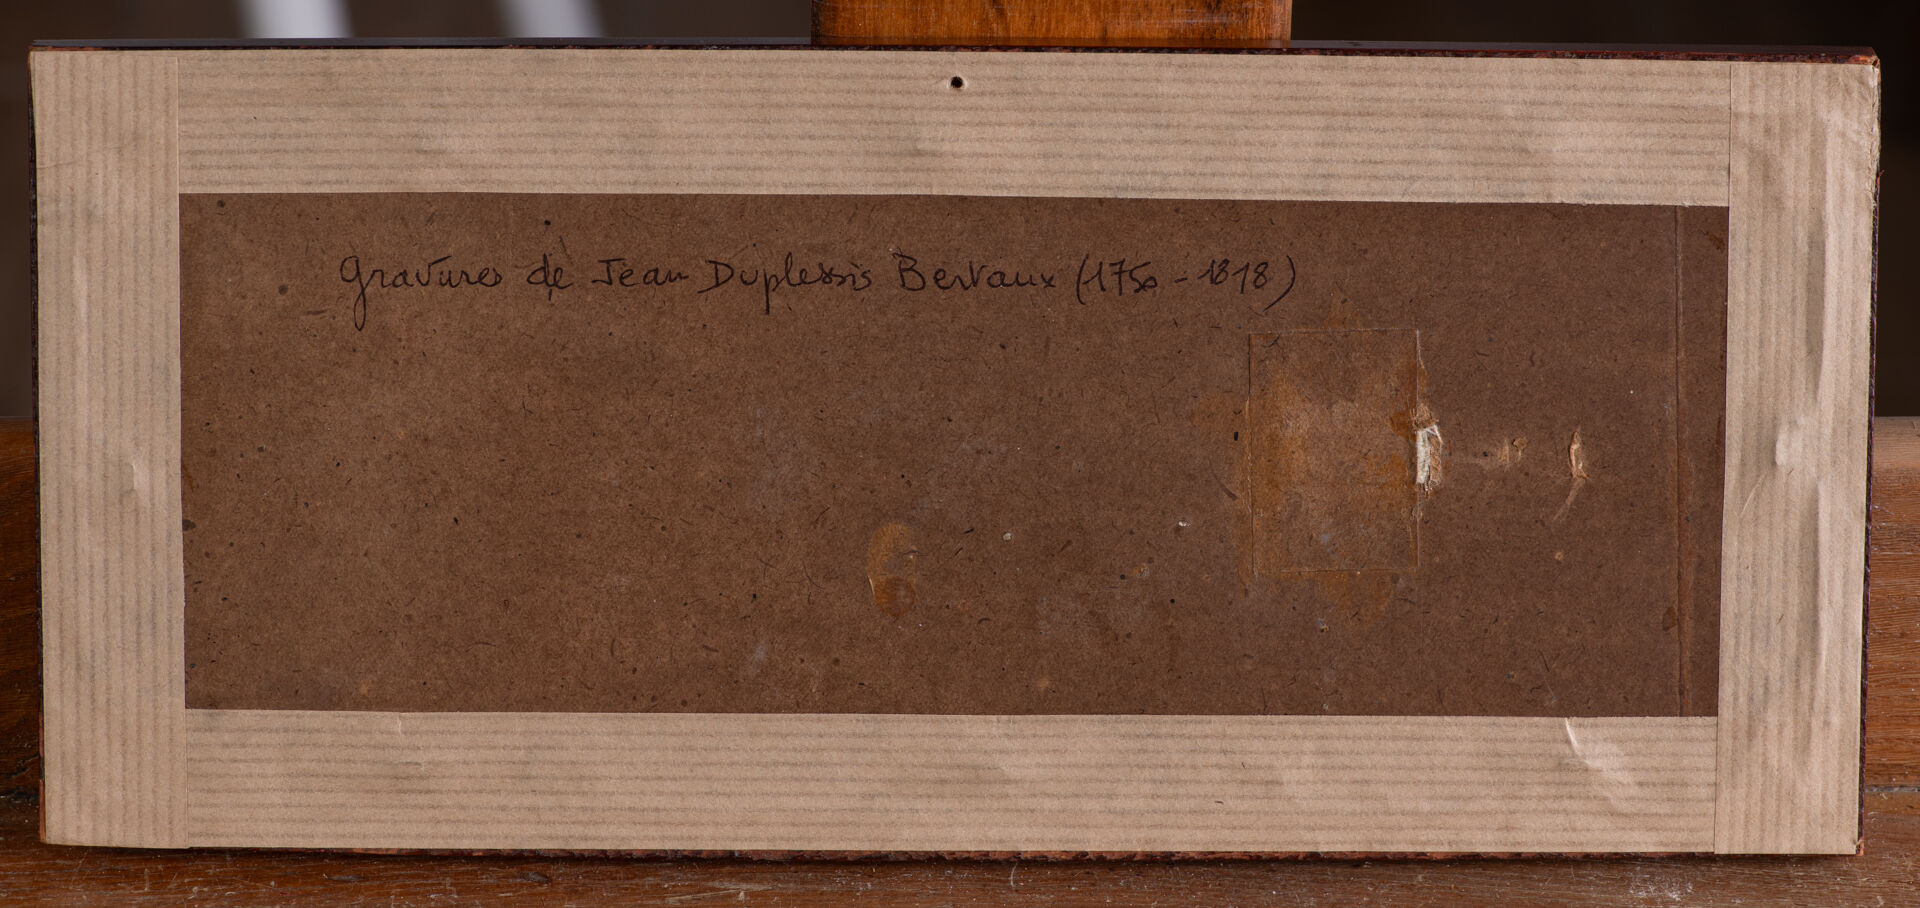 Gravures de Jean Duplessis Bertaux (1750 - 1818)